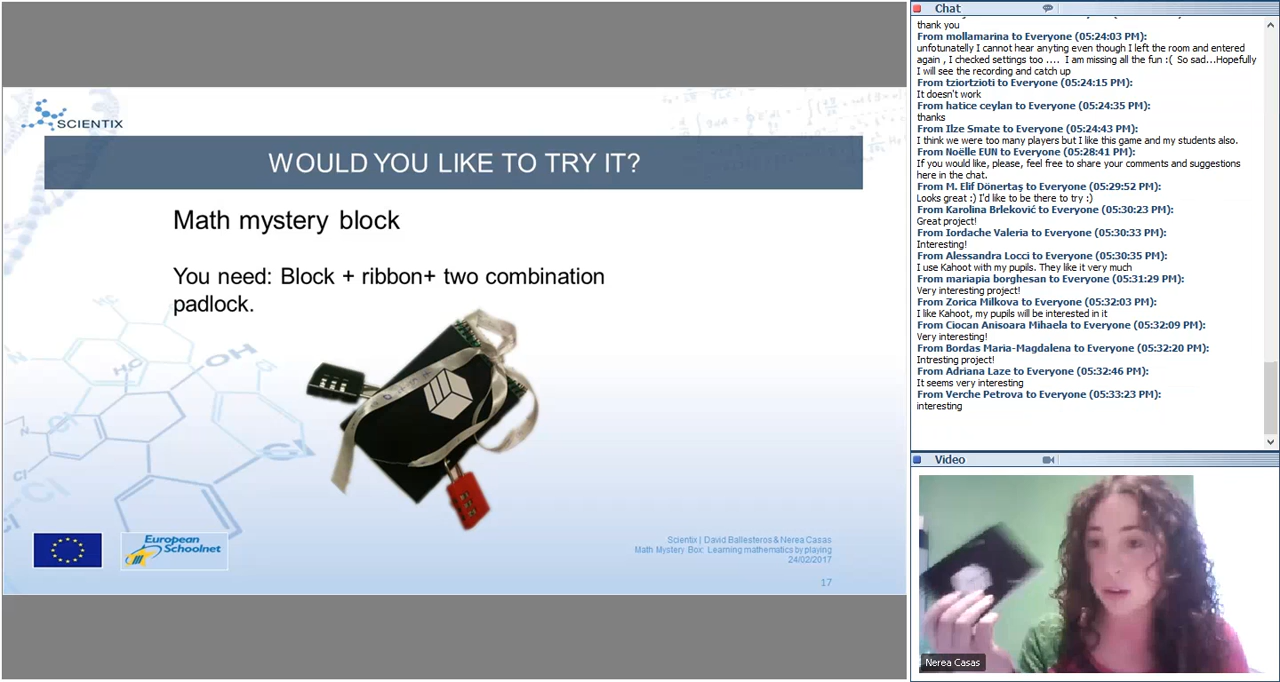 SCIENTIX
WOULD YOU LIKE TO TRY IT?
Math mystery block
You need: Block + ribbon+ two combination
padlock.
European
Schoolnet
Scientix | David Ballesteros & Nerea Casas
Math Mystery Box: Learning mathematics by playing
24/02/2017
17
Chat
thank you
From mollamarina to Everyone (05:24:03 PM):
unfotunatelly I cannot hear anyting even though I left the room and entered
again , I checked settings too .... I am missing all the fun :( So sad...Hopefully
I will see the recording and catch up
From tziortzioti to Everyone (05:24:15 PM):
It doesn't work
From hatice ceylan to Everyone (05:24:35 PM):
thanks
From Ilze Smate to Everyone (05:24:43 PM):
I think we were too many players but I like this game and my students also.
From Noëlle EUN to Everyone (05:28:41 PM):
If you would like, please, feel free to share your comments and suggestions
here in the chat.
From M. Elif Dönertaş to Everyone (05:29:52 PM):
Looks great :) I'd like to be there to try :)
From Karolina Brleković to Everyone (05:30:23 PM):
Great project!
From Iordache Valeria to Everyone (05:30:33 PM):
Interesting!
From Alessandra Locci to Everyone (05:30:35 PM):
I use Kahoot with my pupils. They like it very much
From mariapia borghesan to Everyone (05:31:29 PM):
Very interesting project!
From Zorica Milkova to Everyone (05:32:03 PM):
I like Kahoot, my pupils will be interested in it
From Ciocan Anisoara Mihaela to Everyone (05:32:09 PM):
Very interesting!
From Bordas Maria-Magdalena to Everyone (05:32:20 PM):
Intresting project!
From Adriana Laze to Everyone (05:32:46 PM):
It seems very interesting
From Verche Petrova to Everyone (05:33:23 PM):
interesting
Video
Nerea Casas